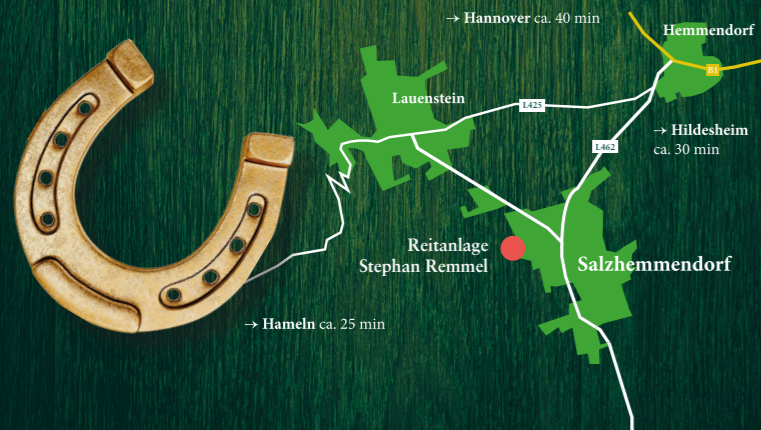 → Hannover ca. 40 min
Hemmendorf
B1
Lauenstein
L425
→ Hildesheim
ca. 30 min
L462
Reitanlage
Stephan Remmel
Salzhemmendorf
→ Hameln ca. 25 min